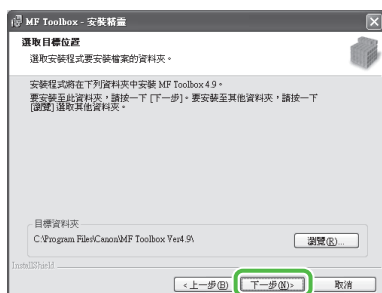 MF Toolbox - 安裝精靈
選取目標位置
選取安裝程式要安裝檔案的資料夾。
安裝程式將在下列資料夾中安裝 MF Toolbox 4.9。
要安裝至此資料夾,請按一下 [下一步]。要安裝至其他資料夾,請按一下
[瀏覽] 選取其他資料夾。
目標資料夾
C:\Program Files\Canon\MF Toolbox Ver4.9\
瀏覽(R)...
InstallShield
<上一步(B)
下一步(N)>
取消